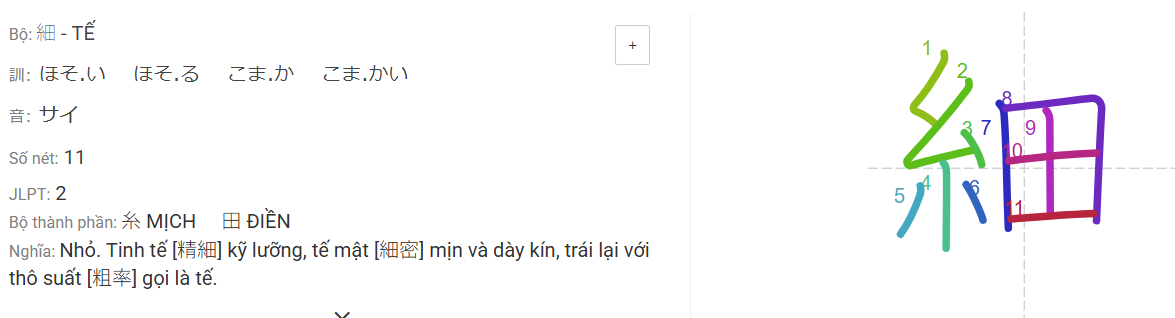 Bộ: 細 - TẾ
+
訓: ほそ.い ほそ.る こま.か こま.かい
音: サイ
Số nét: 11
JLPT: 2
Bộ thành phần: 糸 MỊCH 田 ĐIỀN
Nghĩa: Nhỏ. Tinh tế [精細] kỹ lưỡng, tế mật [細密] mịn và dày kín, trái lại với
thô suất [粗率] gọi là tế.
細
1
2
3
4
5
6
7
8
9
10
11